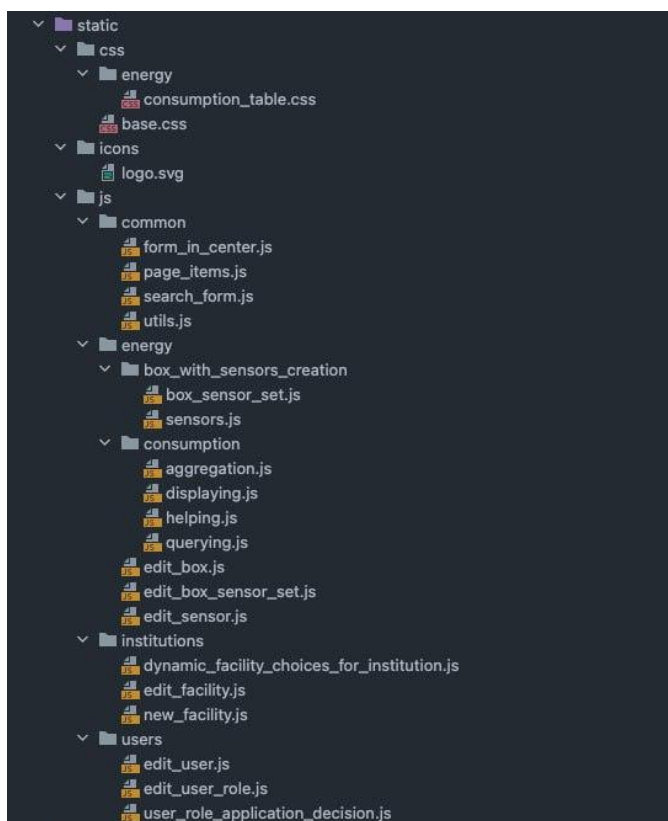 static
css
energy
consumption_table.css
base.css
icons
logo.svg
js
common
form_in_center.js
page_items.js
search_form.js
utils.js
energy
box_with_sensors_creation
box_sensor_set.js
sensors.js
consumption
aggregation.js
displaying.js
helping.js
querying.js
edit_box.js
edit_box_sensor_set.js
edit_sensor.js
institutions
dynamic_facility_choices_for_institution.js
edit_facility.js
new_facility.js
users
edit_user.js
edit_user_role.js
user_role_application_decision.js